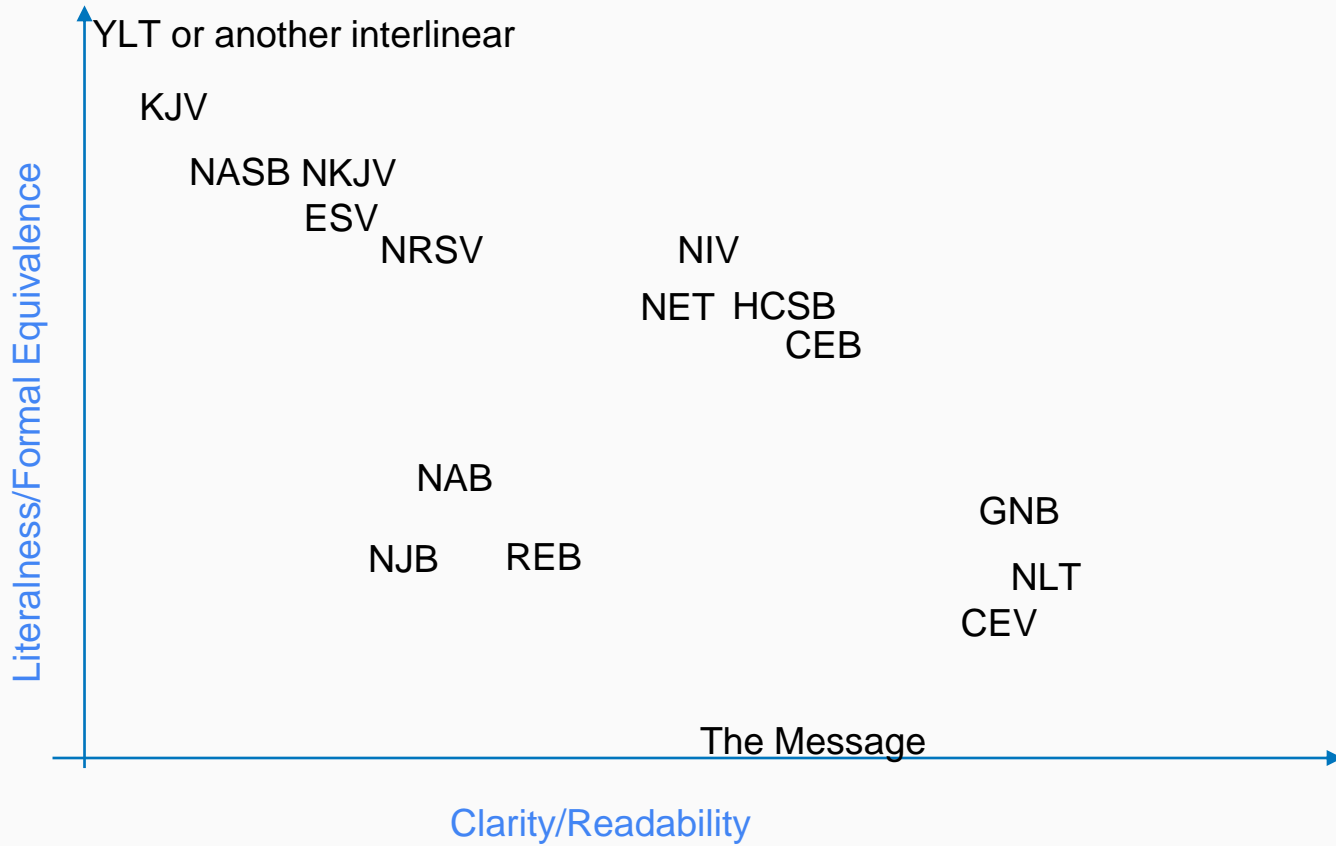 YLT or another interlinear
KJV
NASB NKJV
ESV
NRSV NIV
NET HCSB
CEB
NAB
GNB
NJB REB
NLT
CEV
The Message
Literalness/Formal Equivalence
Clarity/Readability